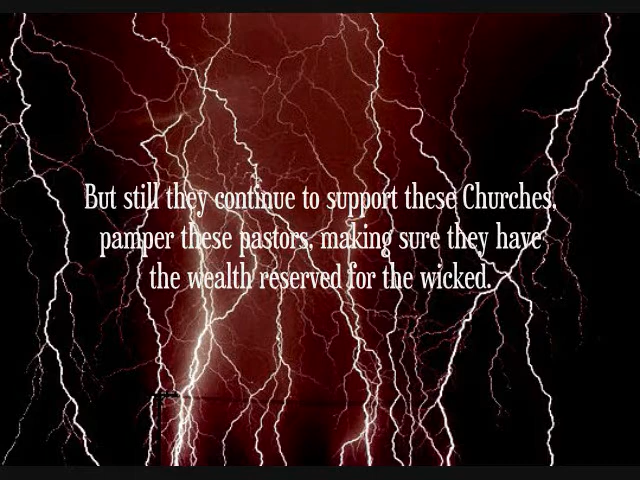 But still they continue to support these Churches,
pamper these pastors, making sure they have
the wealth reserved for the wicked.